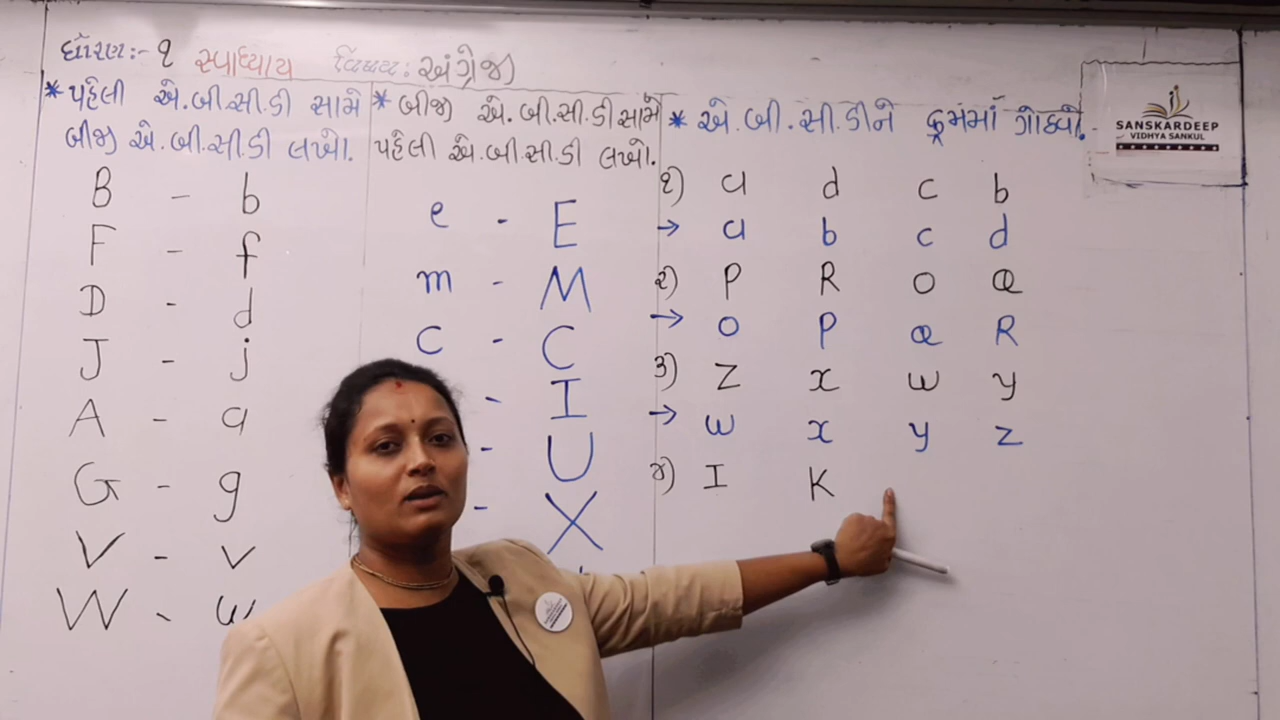 ધોરણ:- ૧ સ્વાધ્યાય વિષય: અંગ્રેજી
* પહેલી એ.બી.સી.ડી સામે
બીજી એ.બી.સી.ડી લખો.
B - b
F - f
D - d
J - j
A - a
G - g
V - v
W - w
* બીજી એ.બી.સી.ડી સામે
પહેલી એ.બી.સી.ડી લખો.
e - E
m - M
c - C
- I
- U
- X
* એ.બી.સી.ડીને ક્રમમાં ગોઠવો.
૧) a d c b
→ a b c d
૨) P R O Q
→ O P Q R
૩) z x w y
→ w x y z
૪) I K
SANSKARDEEP
VIDHYA SANKUL